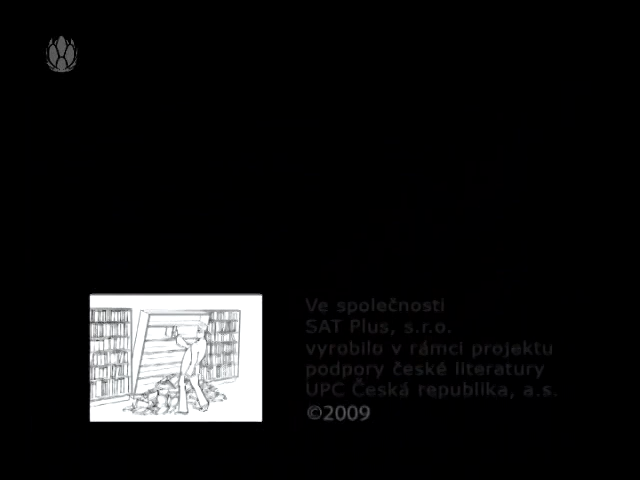 Ve společnosti
SAT Plus, s.r.o.
vyrobilo v rámci projektu
podpory české literatury
UPC Česká republika, a.s.
©2009